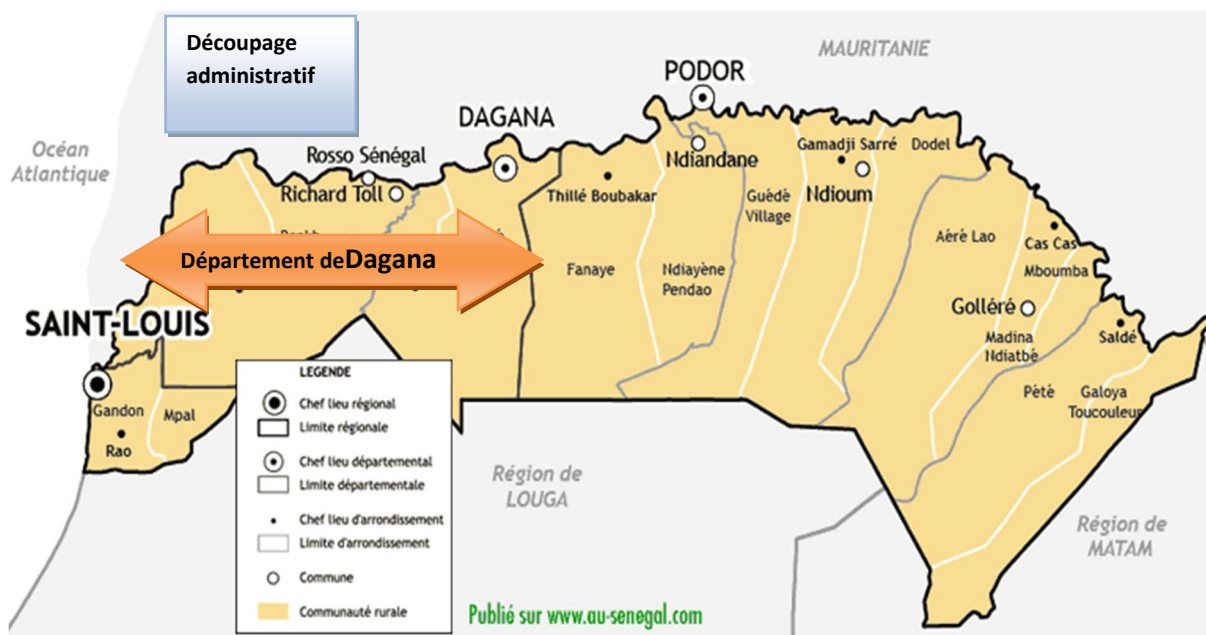 Découpage
administratif
MAURITANIE
PODOR
DAGANA
Océan
Atlantique
Rosso Sénégal
Richard Toll
Ndiandane
Gamadji Sarré
Dodel
Ndioum
Thillé Boubakar
Guèdè
Village
Département deDagana
Fanaye
Ndiayène
Pendao
Aéré Lao
Cas Cas
Mboumba
SAINT-LOUIS
Golléré
Madina
Ndiatbè
Saldé
Pètè
Galoya
Toucouleur
Gandon
Mpal
Rao
LEGENDE
Chef lieu régional
Limite régionale
Chef lieu départemental
Limite départementale
Chef lieu d'arrondissement
Limite d'arrondissement
Commune
Communauté rurale
Région de
LOUGA
Région de
MATAM
Publié sur www.au-senegal.com